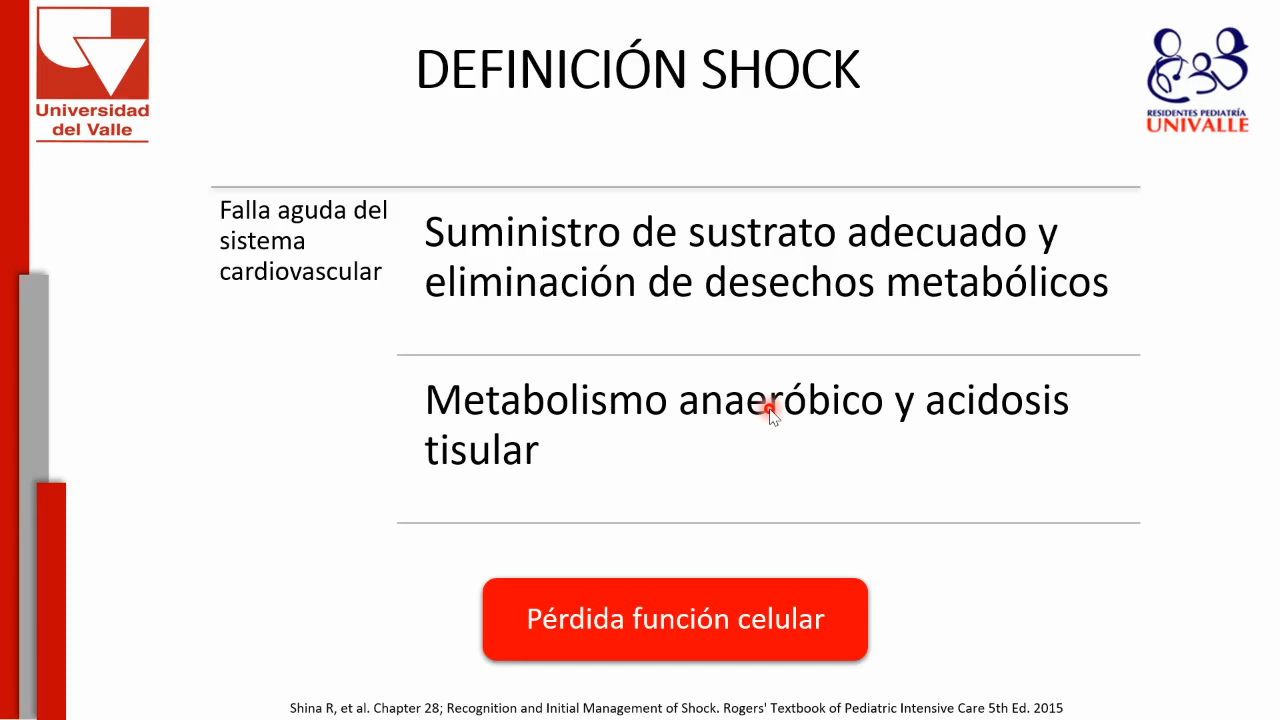 Universidad
del Valle
DEFINICIÓN SHOCK
RESIDENTES PEDIATRÍA
UNIVALLE
Falla aguda del
sistema
cardiovascular
Suministro de sustrato adecuado y
eliminación de desechos metabólicos
Metabolismo anaeróbico y acidosis
tisular
Pérdida función celular
Shina R, et al. Chapter 28; Recognition and Initial Management of Shock. Rogers' Textbook of Pediatric Intensive Care 5th Ed. 2015